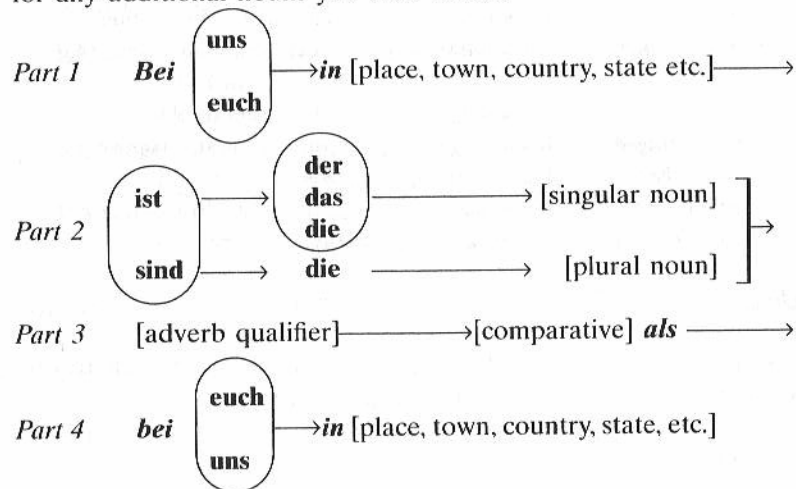 Part 1 Bei uns euch in [place, town, country, state etc.]
Part 2 ist sind der das die [singular noun]
die [plural noun]
Part 3 [adverb qualifier] [comparative] als
Part 4 bei euch uns in [place, town, country, state, etc.]